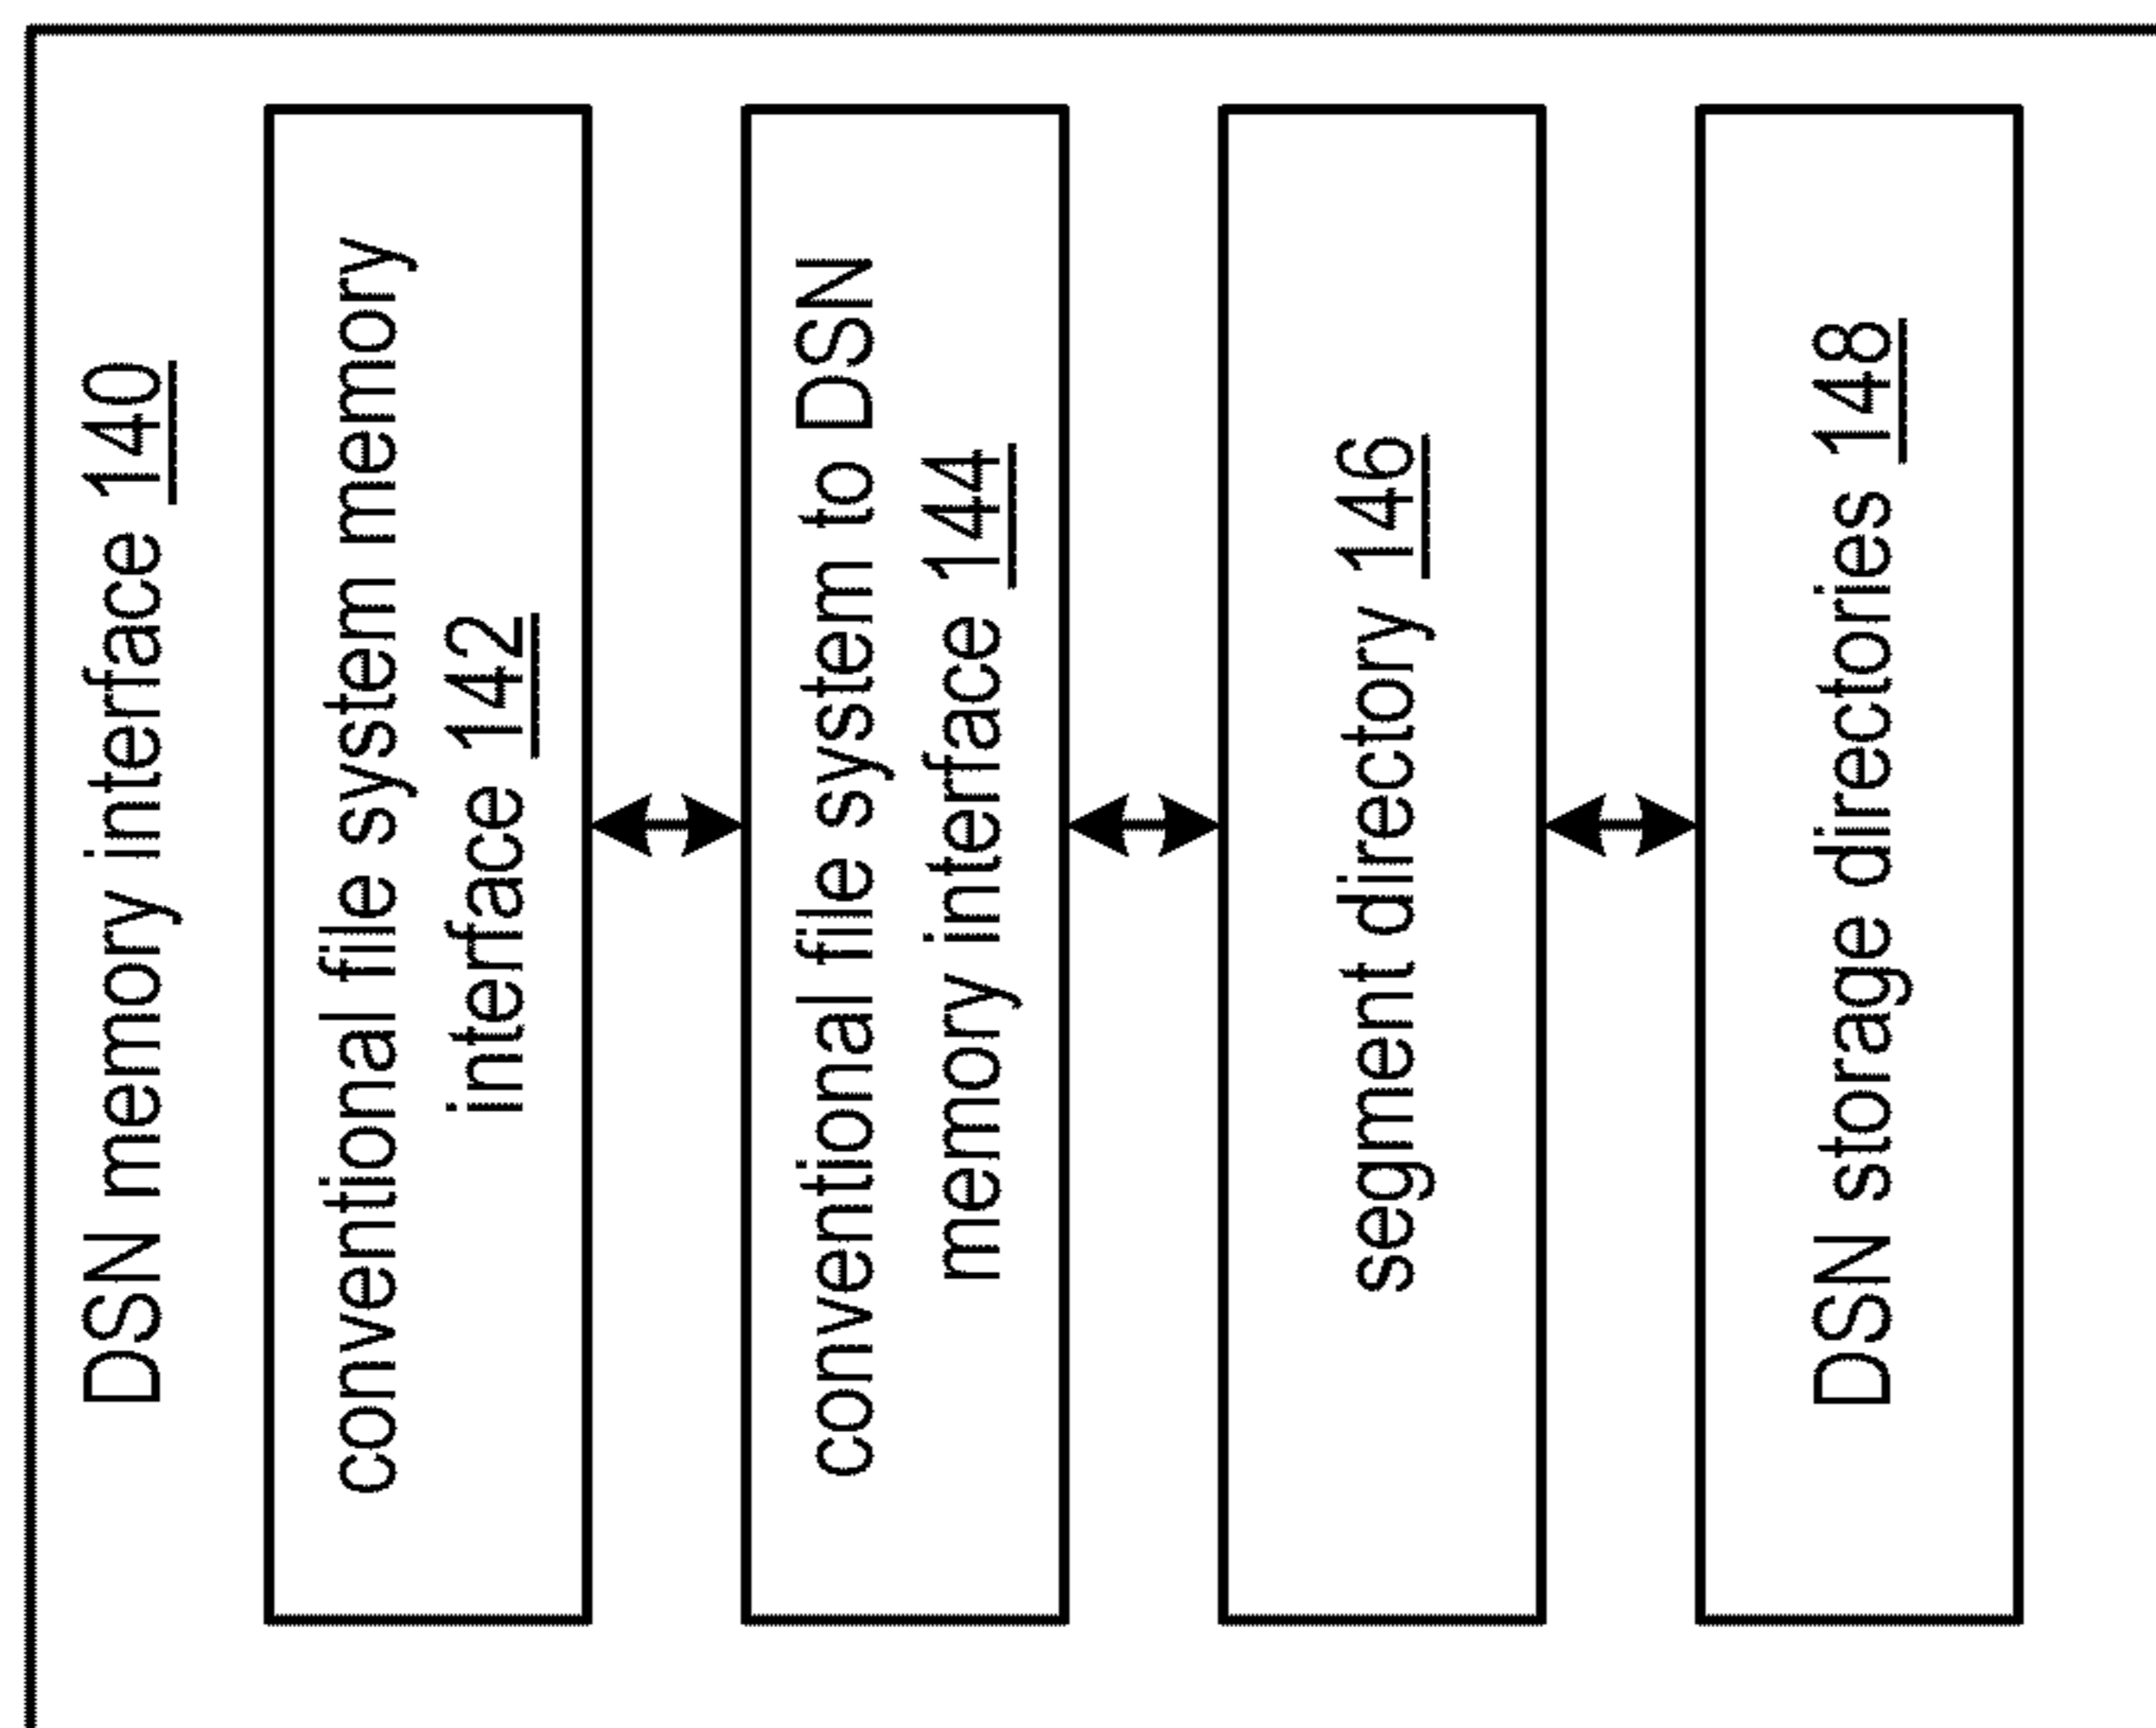 DSN memory interface 140
conventional file system memory
interface 142
conventional file system to DSN
memory interface 144
segment directory 146
DSN storage directories 148